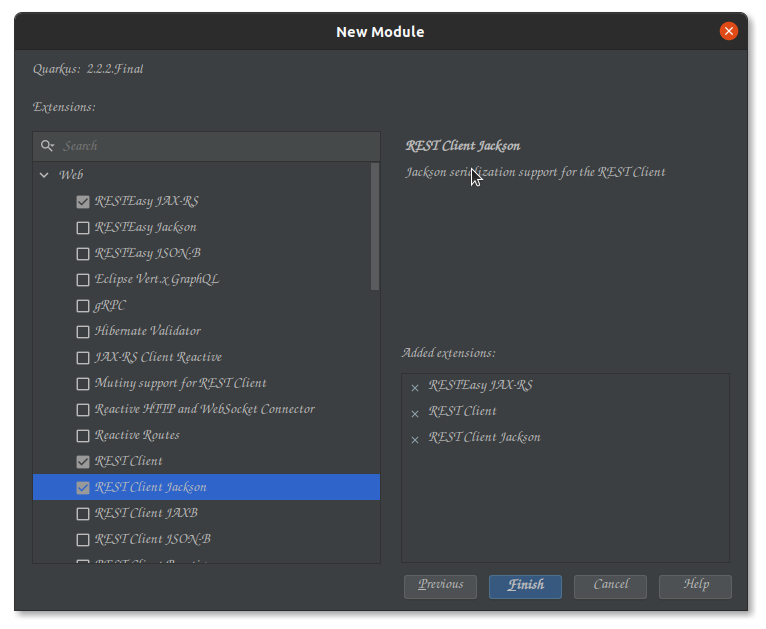 New Module
Quarkus: 2.2.2.Final
Extensions:
Search
Web
RESTEasy JAX-RS
RESTEasy Jackson
RESTEasy JSON-B
Eclipse Vert.x GraphQL
gRPC
Hibernate Validator
JAX-RS Client Reactive
Mutiny support for REST Client
Reactive HTTP and WebSocket Connector
Reactive Routes
REST Client
REST Client Jackson
REST Client JAXB
REST Client JSON-B
REST Client Jackson
Jackson serialization support for the REST Client
Added extensions:
RESTEasy JAX-RS
REST Client
REST Client Jackson
Previous
Finish
Cancel
Help